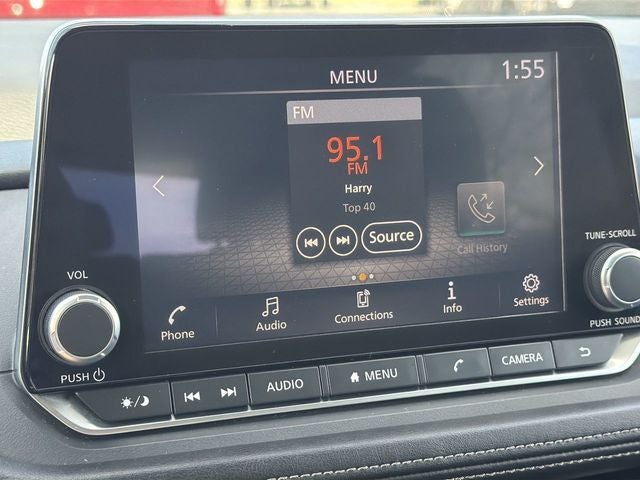 MENU
1:55
FM
95.1
FM
Harry
Top 40
Source
Call History
TUNE-SCROLL
VOL
Phone
Audio
Connections
Info
Settings
PUSH
PUSH SOUND
AUDIO
MENU
CAMERA